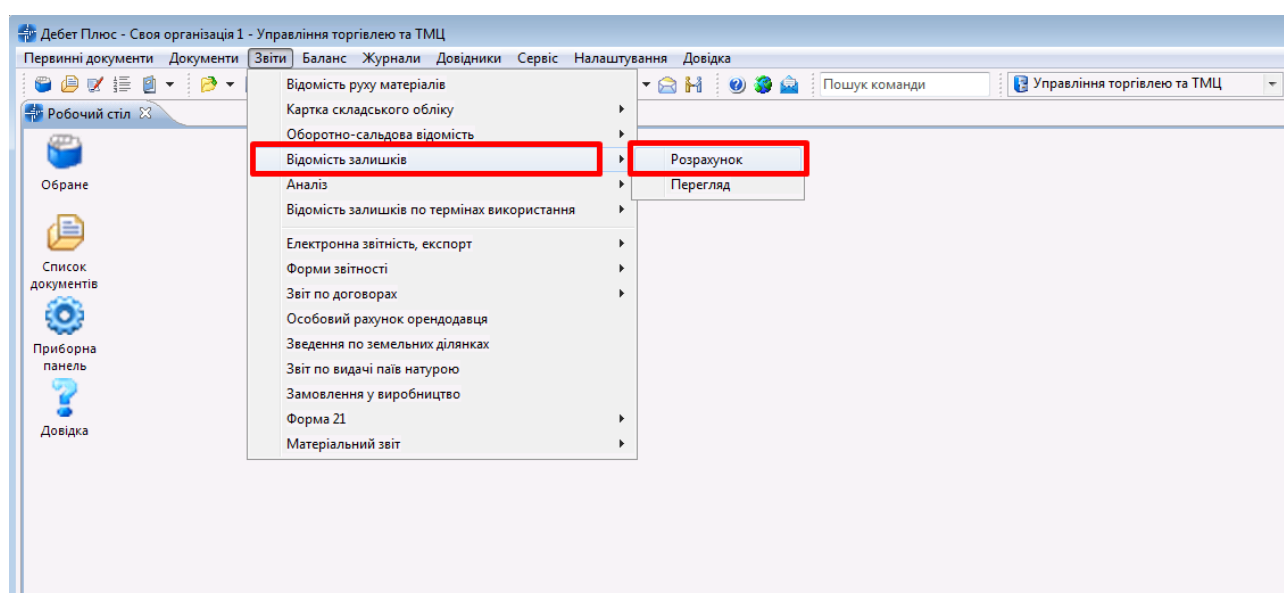 Дебет Плюс - Своя організація 1 - Управління торгівлею та ТМЦ
Первинні документи Документи Звіти Баланс Журнали Довідники Сервіс Налаштування Довідка
Пошук команди Управління торгівлею та ТМЦ
Робочий стіл
Обране
Список
документів
Приборна
панель
Довідка
Відомість руху матеріалів
Картка складського обліку
Оборотно-сальдова відомість
Відомість залишків
Аналіз
Відомість залишків по термінах використання
Електронна звітність, експорт
Форми звітності
Звіт по договорах
Особовий рахунок орендодавця
Зведення по земельних ділянках
Звіт по видачі паїв натурою
Замовлення у виробництво
Форма 21
Матеріальний звіт
Розрахунок
Перегляд